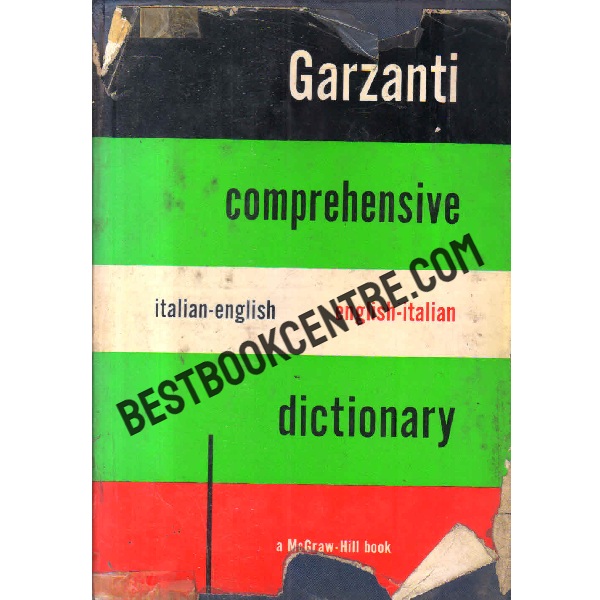 Garzanti
comprehensive
italian-english english-italian
BESTBOOKCENTRE.COM
dictionary
a McGraw-Hill book